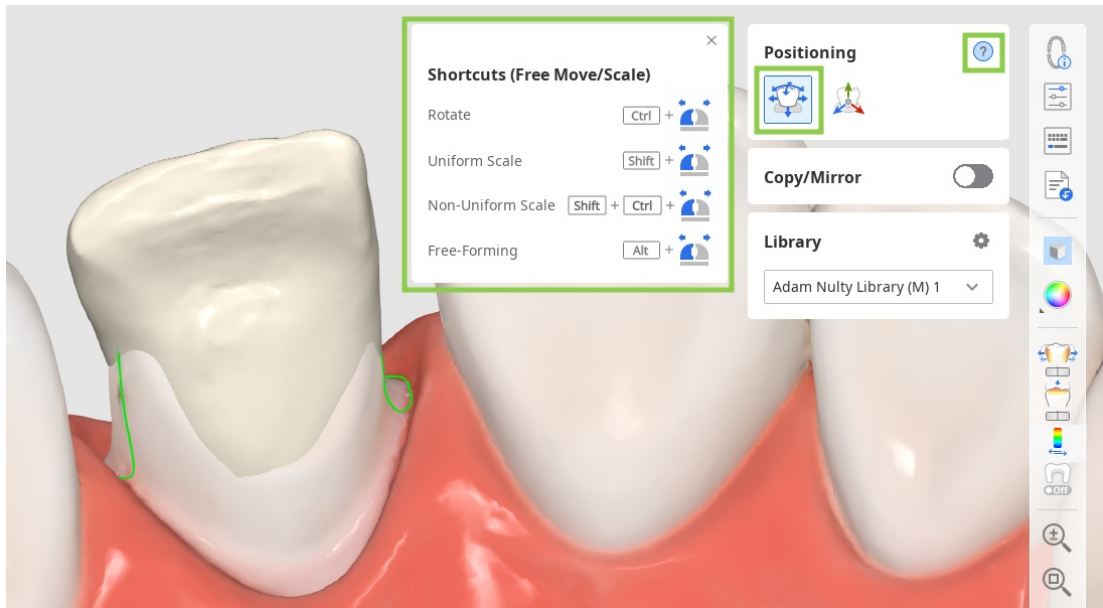 ×
Shortcuts (Free Move/Scale)
Rotate Ctrl +
Uniform Scale Shift +
Non-Uniform Scale Shift + Ctrl +
Free-Forming Alt +
Positioning ?
Copy/Mirror
Library
Adam Nulty Library (M) 1
Off